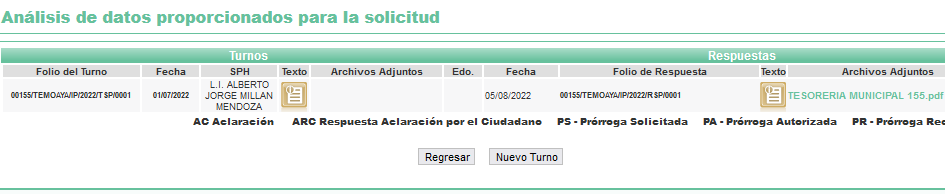 Análisis de datos proporcionados para la solicitud
Turnos Respuestas
Folio del Turno Fecha SPH Texto Archivos Adjuntos Edo. Fecha Folio de Respuesta Texto Archivos Adjuntos
00155/TEMOAYA/IP/2022/TSP/0001 01/07/2022 L.I. ALBERTO JORGE MILLAN MENDOZA 05/08/2022 00155/TEMOAYA/IP/2022/RSP/0001 TESORERIA MUNICIPAL 155.pdf
AC Aclaración ARC Respuesta Aclaración por el Ciudadano PS - Prórroga Solicitada PA - Prórroga Autorizada PR - Prórroga Rec
Regresar Nuevo Turno